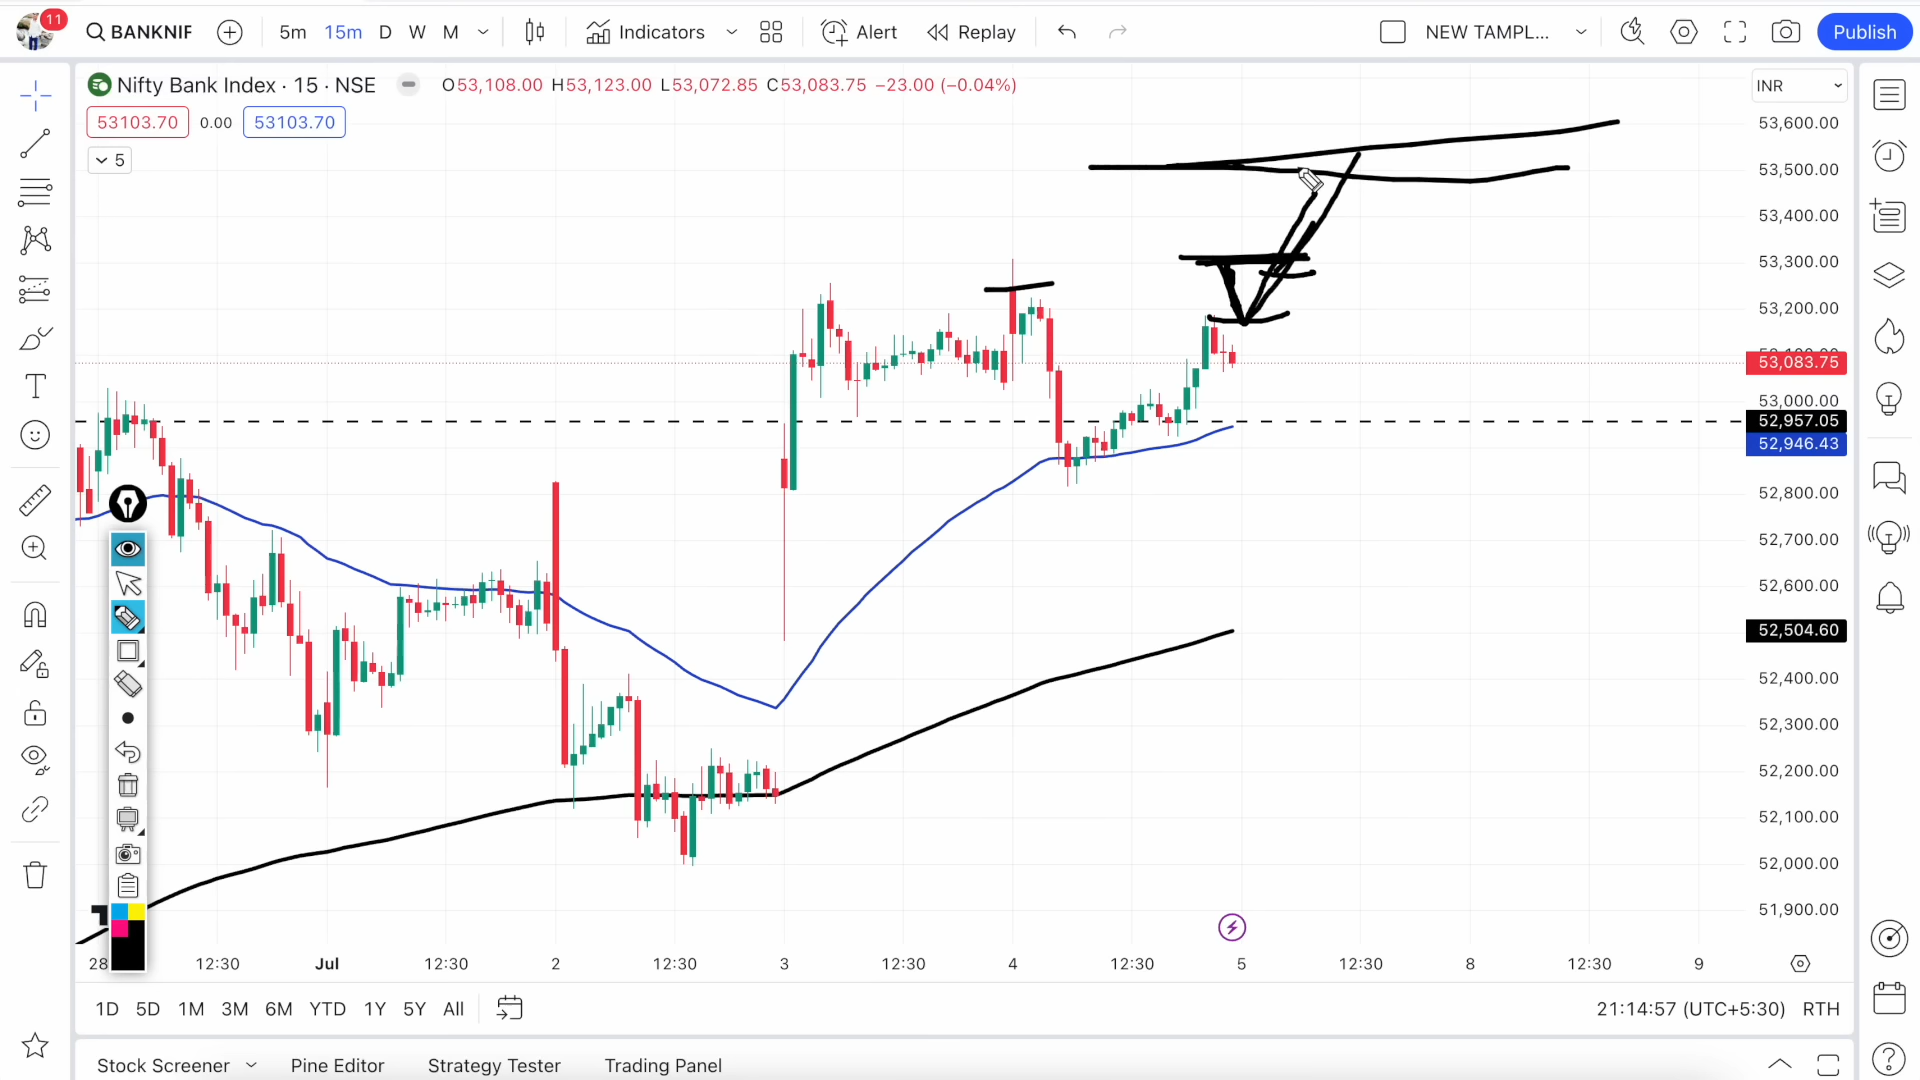 11
BANKNIF
5m 15m D W M
Indicators
Alert
Replay
NEW TAMPL...
Publish
Nifty Bank Index · 15 · NSE
O53,108.00 H53,123.00 L53,072.85 C53,083.75 −23.00 (−0.04%)
INR
53103.70 0.00 53103.70
5
53,600.00
53,500.00
53,400.00
53,300.00
53,200.00
53,083.75
53,000.00
52,957.05
52,946.43
52,800.00
52,700.00
52,600.00
52,504.60
52,400.00
52,300.00
52,200.00
52,100.00
52,000.00
51,900.00
28 12:30 Jul 12:30 2 12:30 3 12:30 4 12:30 5 12:30 8 12:30 9
1D 5D 1M 3M 6M YTD 1Y 5Y All
21:14:57 (UTC+5:30) RTH
Stock Screener Pine Editor Strategy Tester Trading Panel